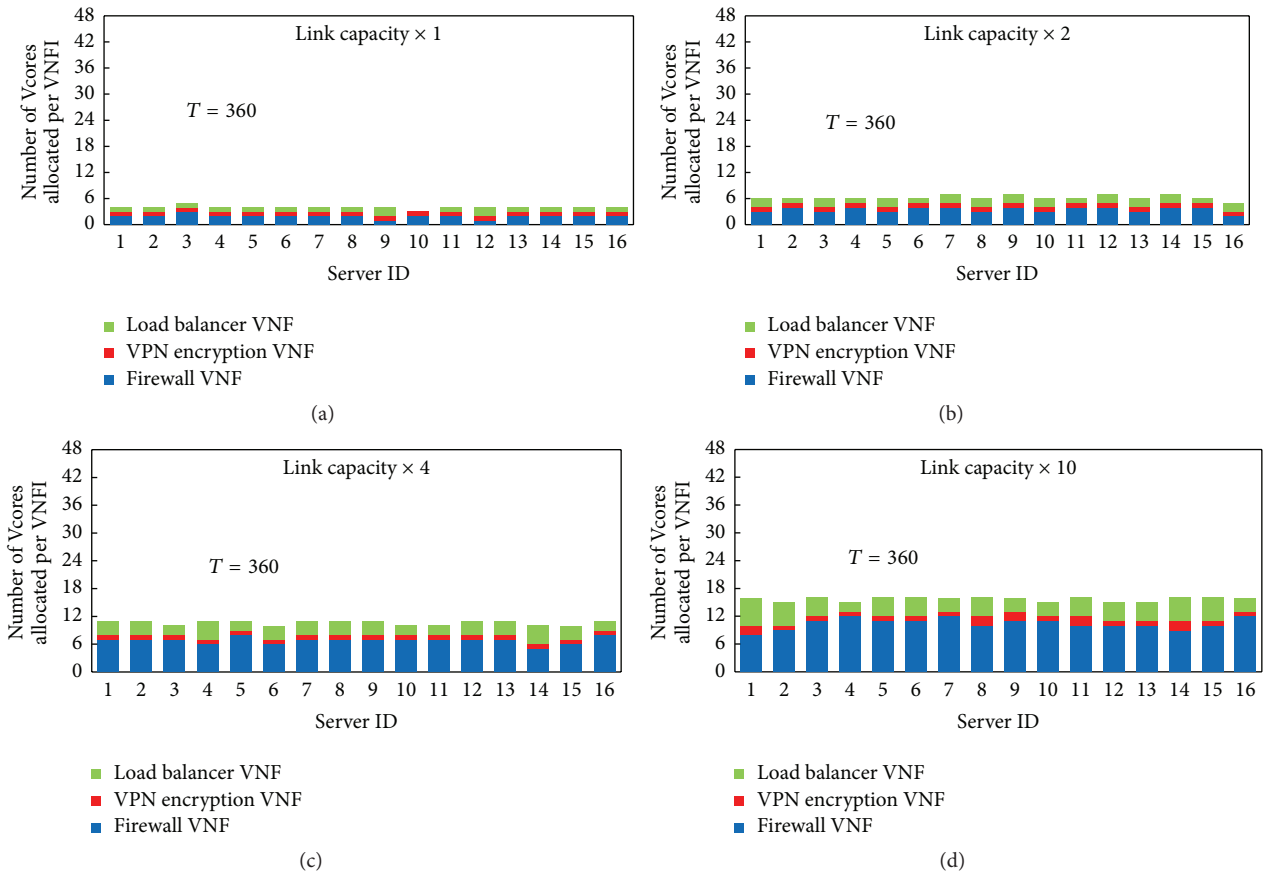 Number of Vcores
allocated per VNFI
48
42
36
30
24
18
12
6
0
Link capacity × 1
T = 360
1 2 3 4 5 6 7 8 9 10 11 12 13 14 15 16
Server ID
Load balancer VNF
VPN encryption VNF
Firewall VNF
(a)
Number of Vcores
allocated per VNFI
48
42
36
30
24
18
12
6
0
Link capacity × 2
T = 360
1 2 3 4 5 6 7 8 9 10 11 12 13 14 15 16
Server ID
Load balancer VNF
VPN encryption VNF
Firewall VNF
(b)
Number of Vcores
allocated per VNFI
48
42
36
30
24
18
12
6
0
Link capacity × 4
T = 360
1 2 3 4 5 6 7 8 9 10 11 12 13 14 15 16
Server ID
Load balancer VNF
VPN encryption VNF
Firewall VNF
(c)
Number of Vcores
allocated per VNFI
48
42
36
30
24
18
12
6
0
Link capacity × 10
T = 360
1 2 3 4 5 6 7 8 9 10 11 12 13 14 15 16
Server ID
Load balancer VNF
VPN encryption VNF
Firewall VNF
(d)